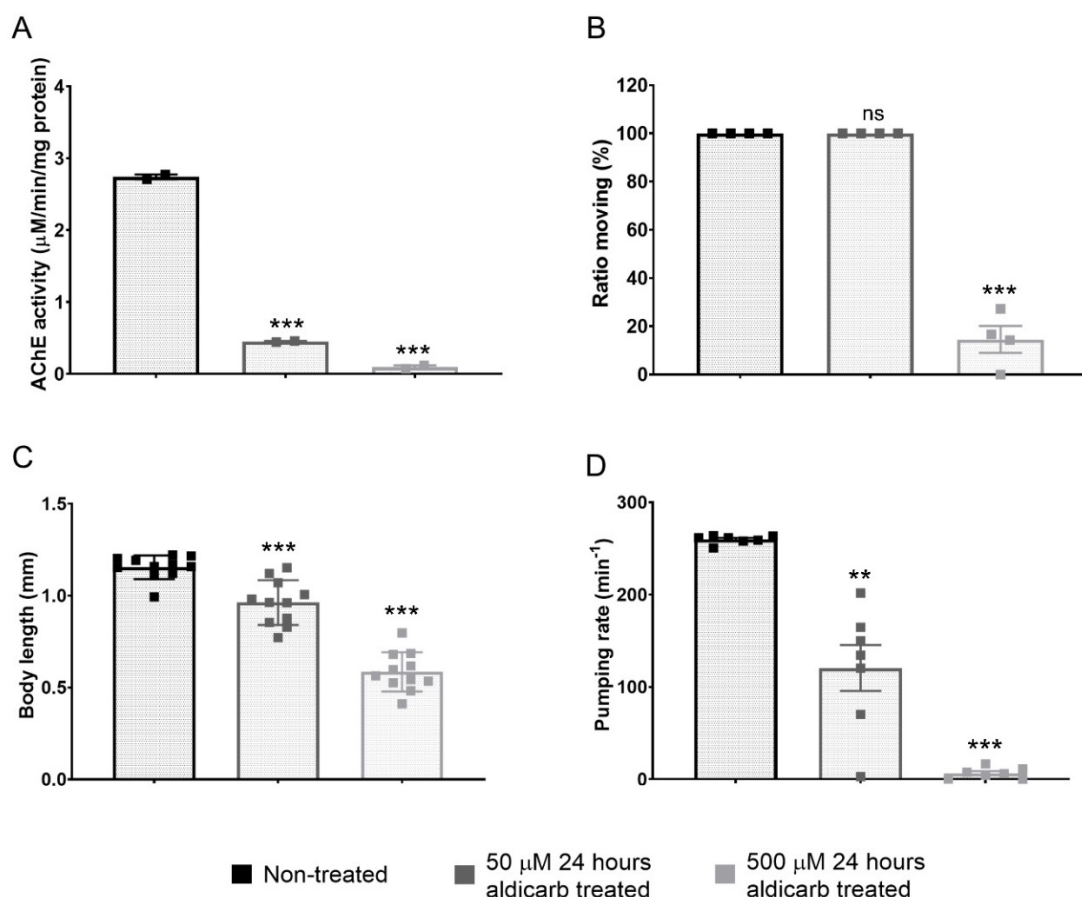 A
AChE activity (μM/min/mg protein)
4
3
2
1
0
***
***
B
Ratio moving (%)
120
100
80
60
40
20
0
ns
***
C
Body length (mm)
1.5
1.0
0.5
0.0
***
***
D
Pumping rate (min⁻¹)
300
200
100
0
**
***
Non-treated
50 μM 24 hours
aldicarb treated
500 μM 24 hours
aldicarb treated